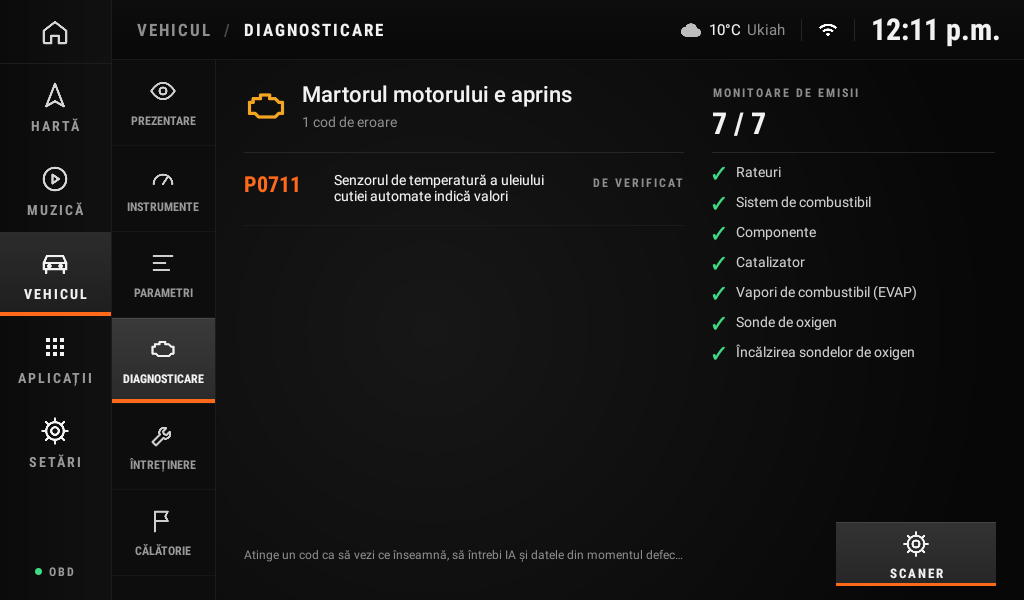 VEHICUL / DIAGNOSTICARE
10°C Ukiah
12:11 p.m.
HARTĂ
MUZICĂ
VEHICUL
APLICAȚII
SETĂRI
OBD
PREZENTARE
INSTRUMENTE
PARAMETRI
DIAGNOSTICARE
ÎNTREȚINERE
CĂLĂTORIE
Martorul motorului e aprins
1 cod de eroare
P0711
Senzorul de temperatură a uleiului
cutiei automate indică valori
DE VERIFICAT
Atinge un cod ca să vezi ce înseamnă, să întrebi IA și datele din momentul defec...
MONITOARE DE EMISII
7 / 7
✓ Rateuri
✓ Sistem de combustibil
✓ Componente
✓ Catalizator
✓ Vapori de combustibil (EVAP)
✓ Sonde de oxigen
✓ Încălzirea sondelor de oxigen
SCANER